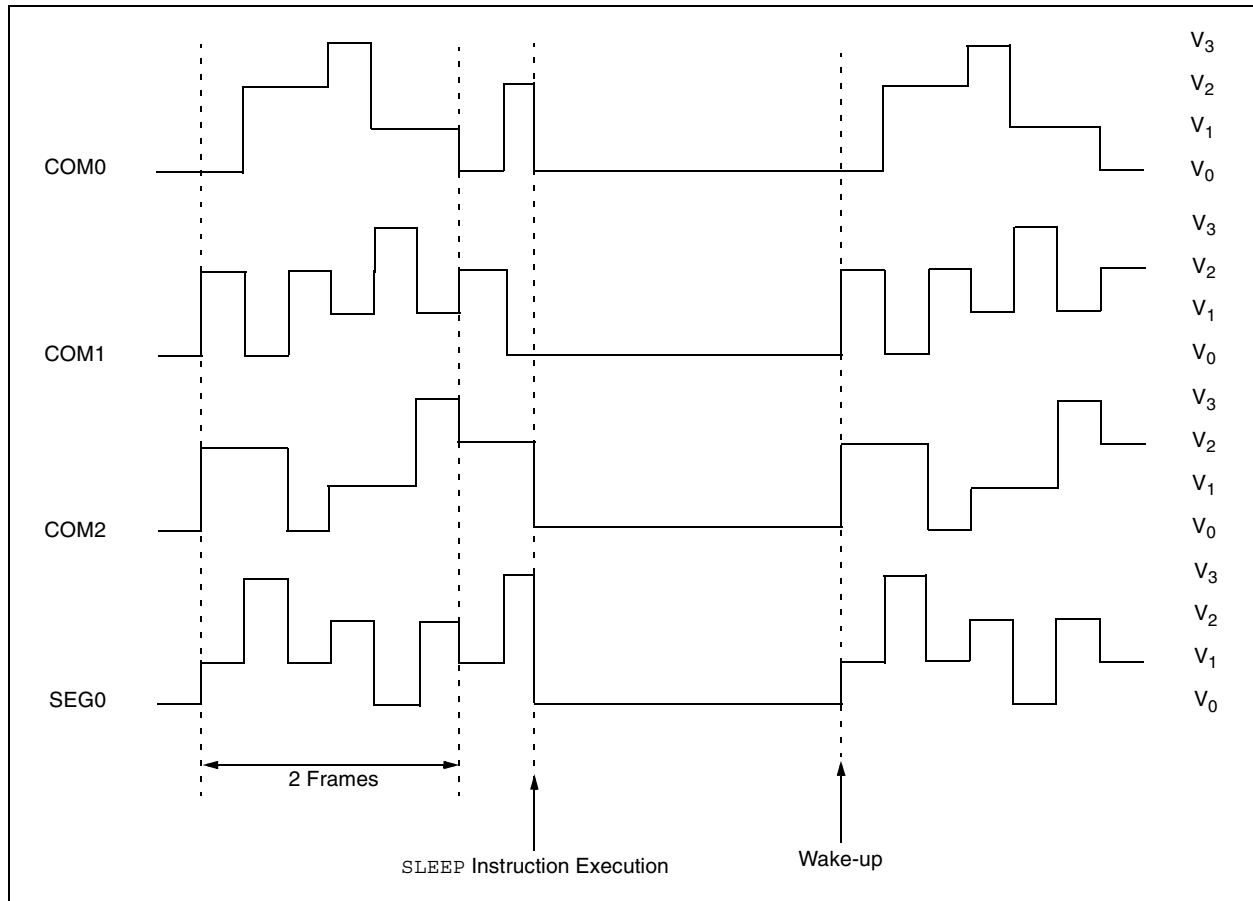 V3
V2
V1
COM0
V0
V3
V2
V1
COM1
V0
V3
V2
V1
COM2
V0
V3
V2
V1
SEG0
V0
2 Frames
SLEEP Instruction Execution
Wake-up